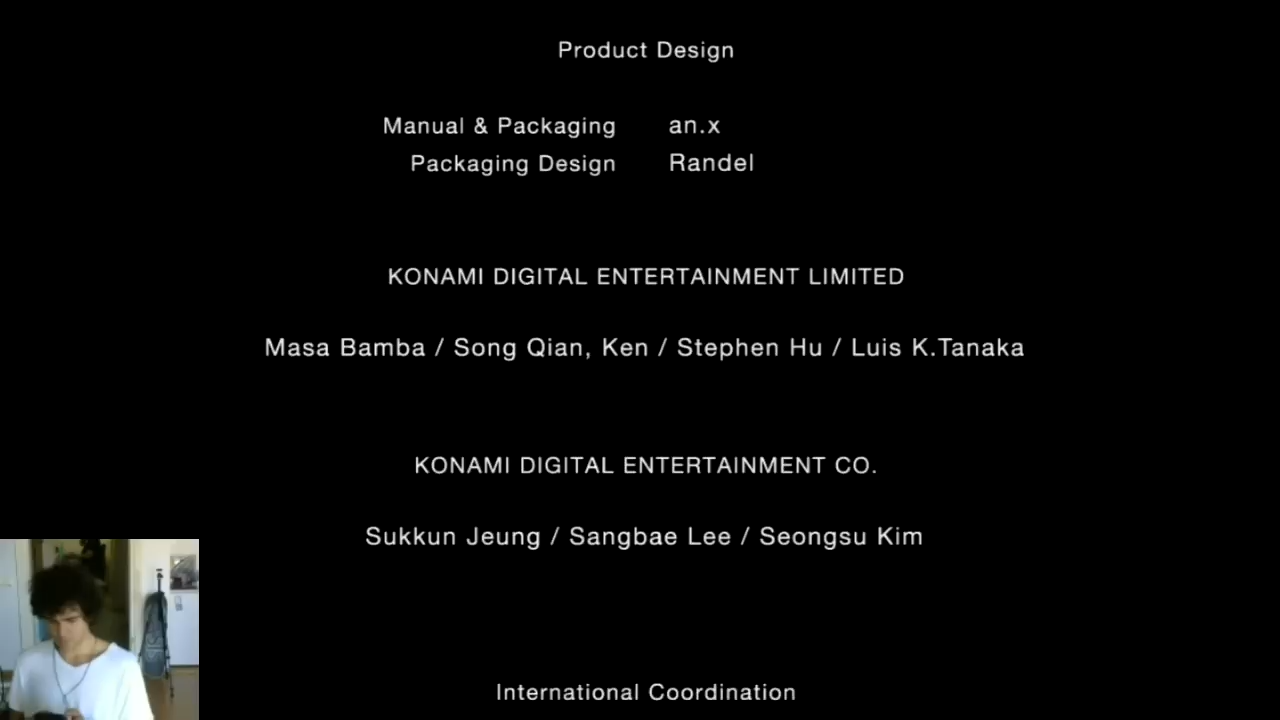 Product Design
Manual & Packaging an.x
Packaging Design Randel
KONAMI DIGITAL ENTERTAINMENT LIMITED
Masa Bamba / Song Qian, Ken / Stephen Hu / Luis K.Tanaka
KONAMI DIGITAL ENTERTAINMENT CO.
Sukkun Jeung / Sangbae Lee / Seongsu Kim
International Coordination